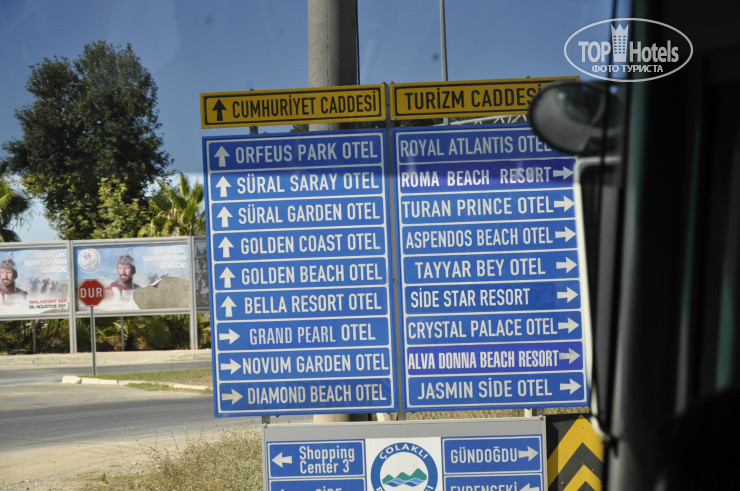 TOP Hotels
ФОТО ТУРИСТА
CUMHURİYET CADDESİ
ORFEUS PARK OTEL
SÜRAL SARAY OTEL
SÜRAL GARDEN OTEL
GOLDEN COAST OTEL
GOLDEN BEACH OTEL
BELLA RESORT OTEL
GRAND PEARL OTEL
NOVUM GARDEN OTEL
DIAMOND BEACH OTEL
TURİZM CADDESİ
ROYAL ATLANTIS OTEL
ROMA BEACH RESORT
TURAN PRINCE OTEL
ASPENDOS BEACH OTEL
TAYYAR BEY OTEL
SIDE STAR RESORT
CRYSTAL PALACE OTEL
ALVA DONNA BEACH RESORT
JASMIN SIDE OTEL
DUR
Shopping
Center 3
SİDE
ÇOLAKLI
GÜNDOĞDU
EVRENSEKİ